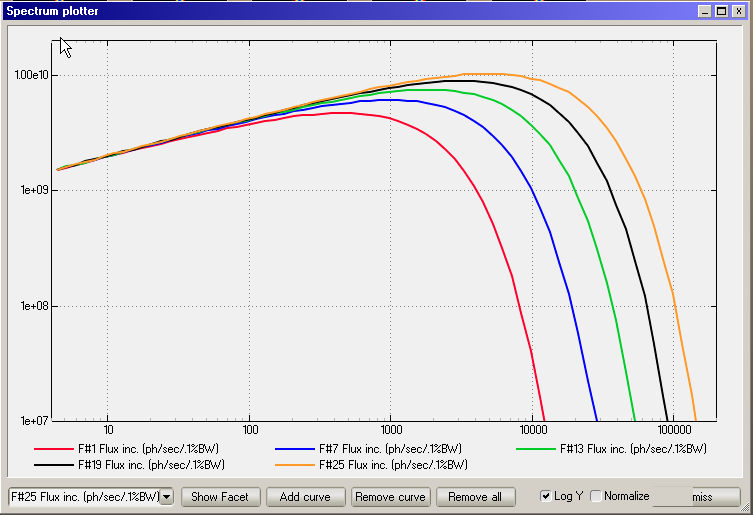 Spectrum plotter
1.00e10
1e+09
1e+08
1e+07
10 100 1000 10000 100000
F#1 Flux inc. (ph/sec/.1%BW) F#7 Flux inc. (ph/sec/.1%BW) F#13 Flux inc. (ph/sec/.1%BW)
F#19 Flux inc. (ph/sec/.1%BW) F#25 Flux inc. (ph/sec/.1%BW)
F#25 Flux inc. (ph/sec/.1%BW) Show Facet Add curve Remove curve Remove all Log Y Normalize miss